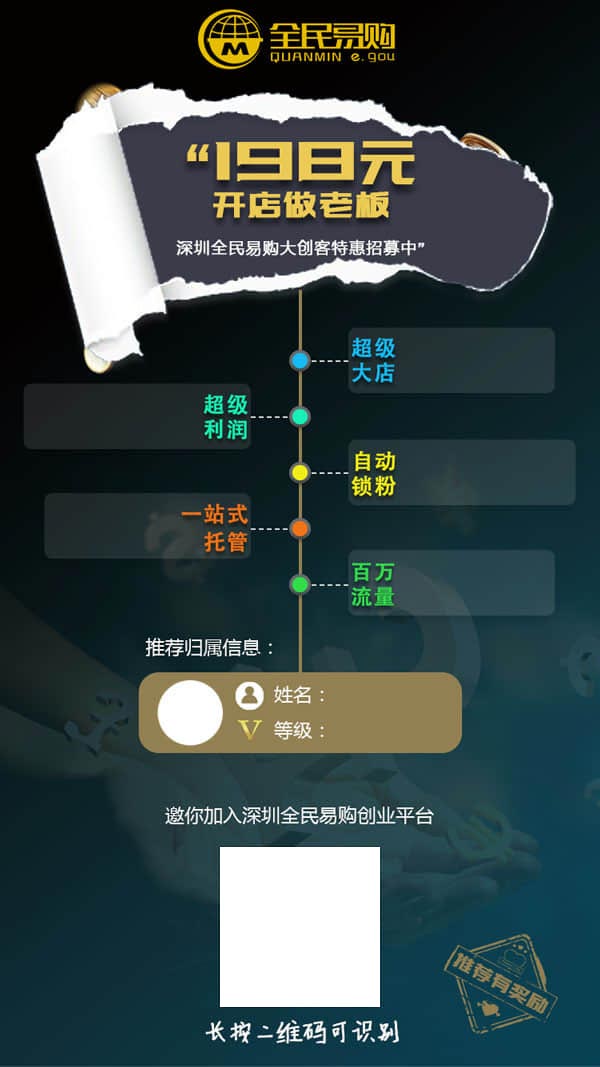 全民易购
QUANMIN e.gou
“198元
开店做老板
深圳全民易购大创客特惠招募中”
超级
大店
超级
利润
自动
锁粉
一站式
托管
百万
流量
推荐归属信息：
姓名：
V 等级：
邀你加入深圳全民易购创业平台
推荐有奖励
长按二维码可识别